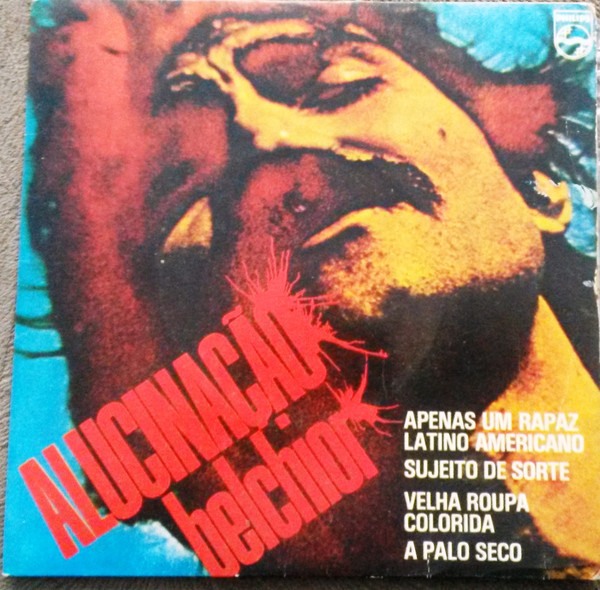 PHILIPS
ALUCINAÇÃO
belchior
APENAS UM RAPAZ
LATINO AMERICANO
SUJEITO DE SORTE
VELHA ROUPA
COLORIDA
A PALO SECO